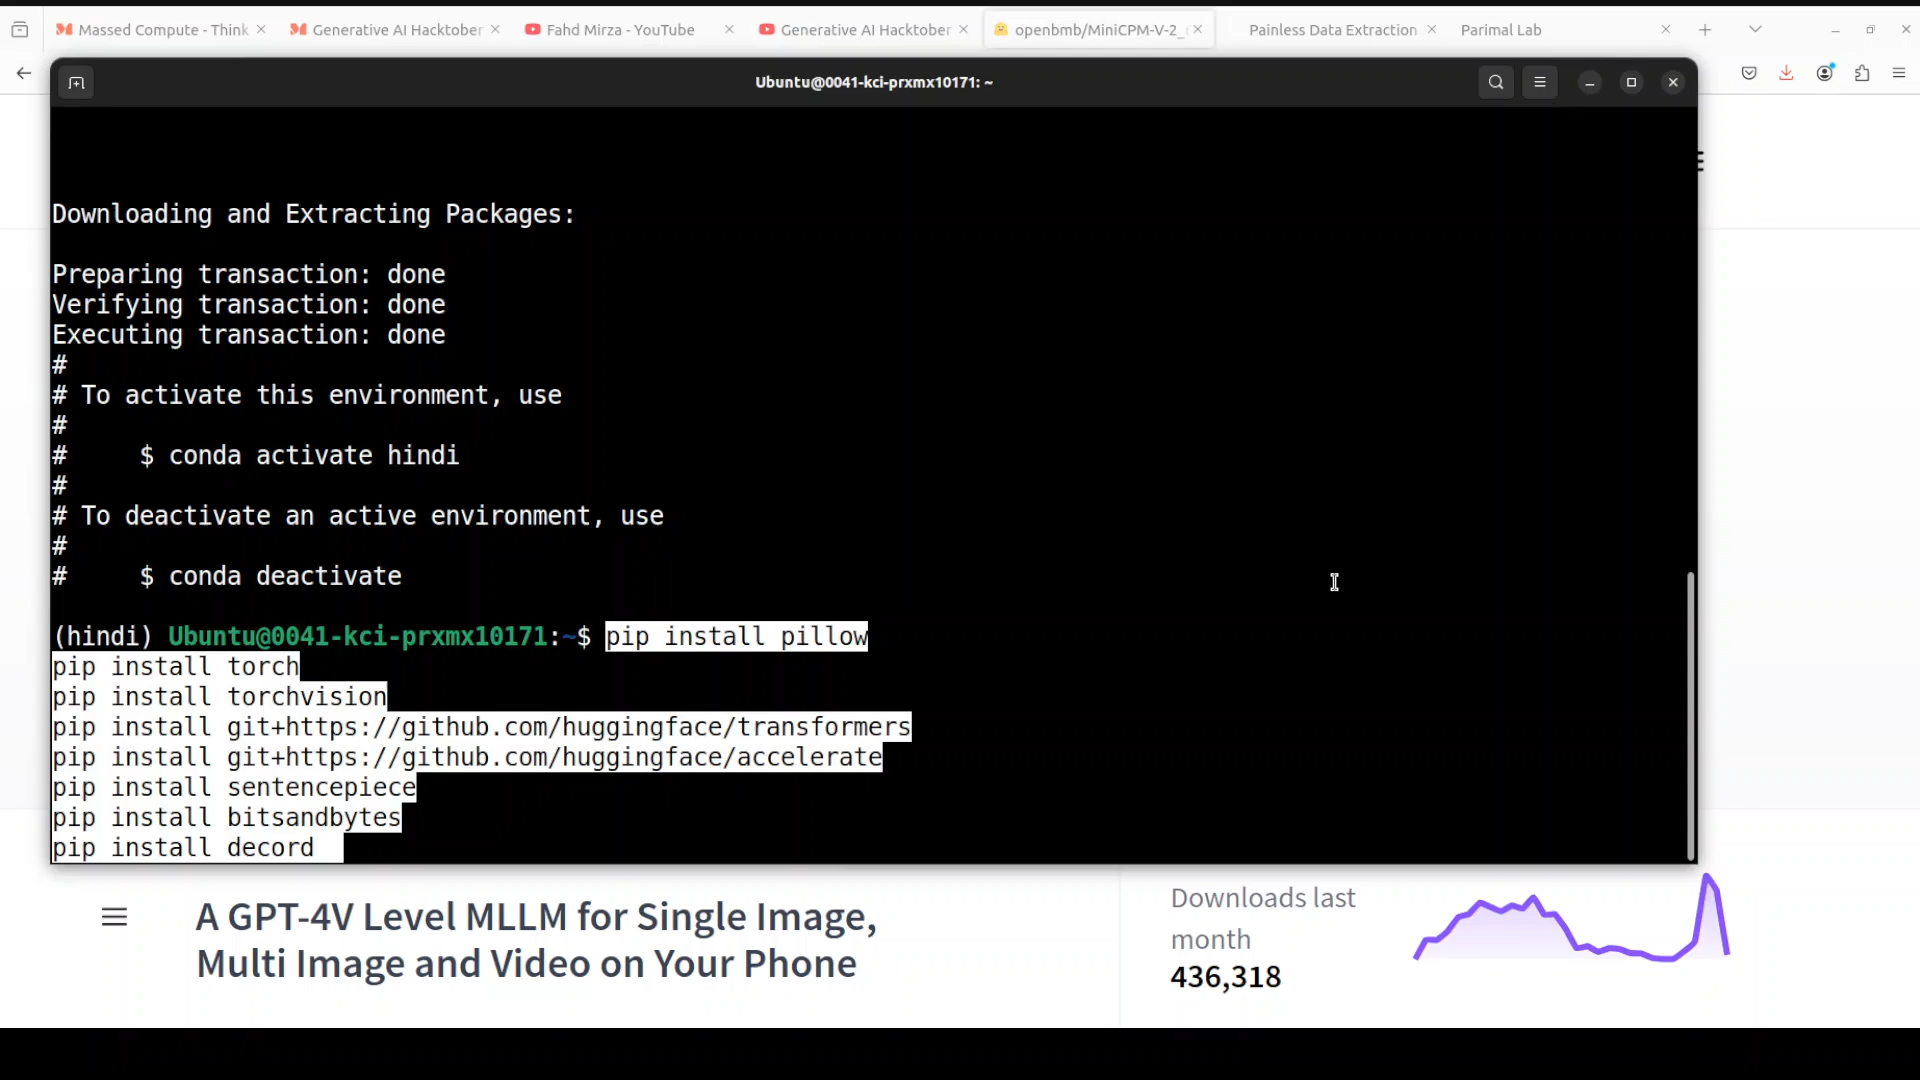 Massed Compute - Think
Generative AI Hacktober
Fahd Mirza - YouTube
Generative AI Hacktober
openbmb/MiniCPM-V-2_
Painless Data Extraction
Parimal Lab
Ubuntu@0041-kci-prxmx10171: ~
Downloading and Extracting Packages:
Preparing transaction: done
Verifying transaction: done
Executing transaction: done
#
# To activate this environment, use
#
#     $ conda activate hindi
#
# To deactivate an active environment, use
#
#     $ conda deactivate
(hindi) Ubuntu@0041-kci-prxmx10171:~$ pip install pillow
pip install torch
pip install torchvision
pip install git+https://github.com/huggingface/transformers
pip install git+https://github.com/huggingface/accelerate
pip install sentencepiece
pip install bitsandbytes
pip install decord
A GPT-4V Level MLLM for Single Image,
Multi Image and Video on Your Phone
Downloads last
month
436,318